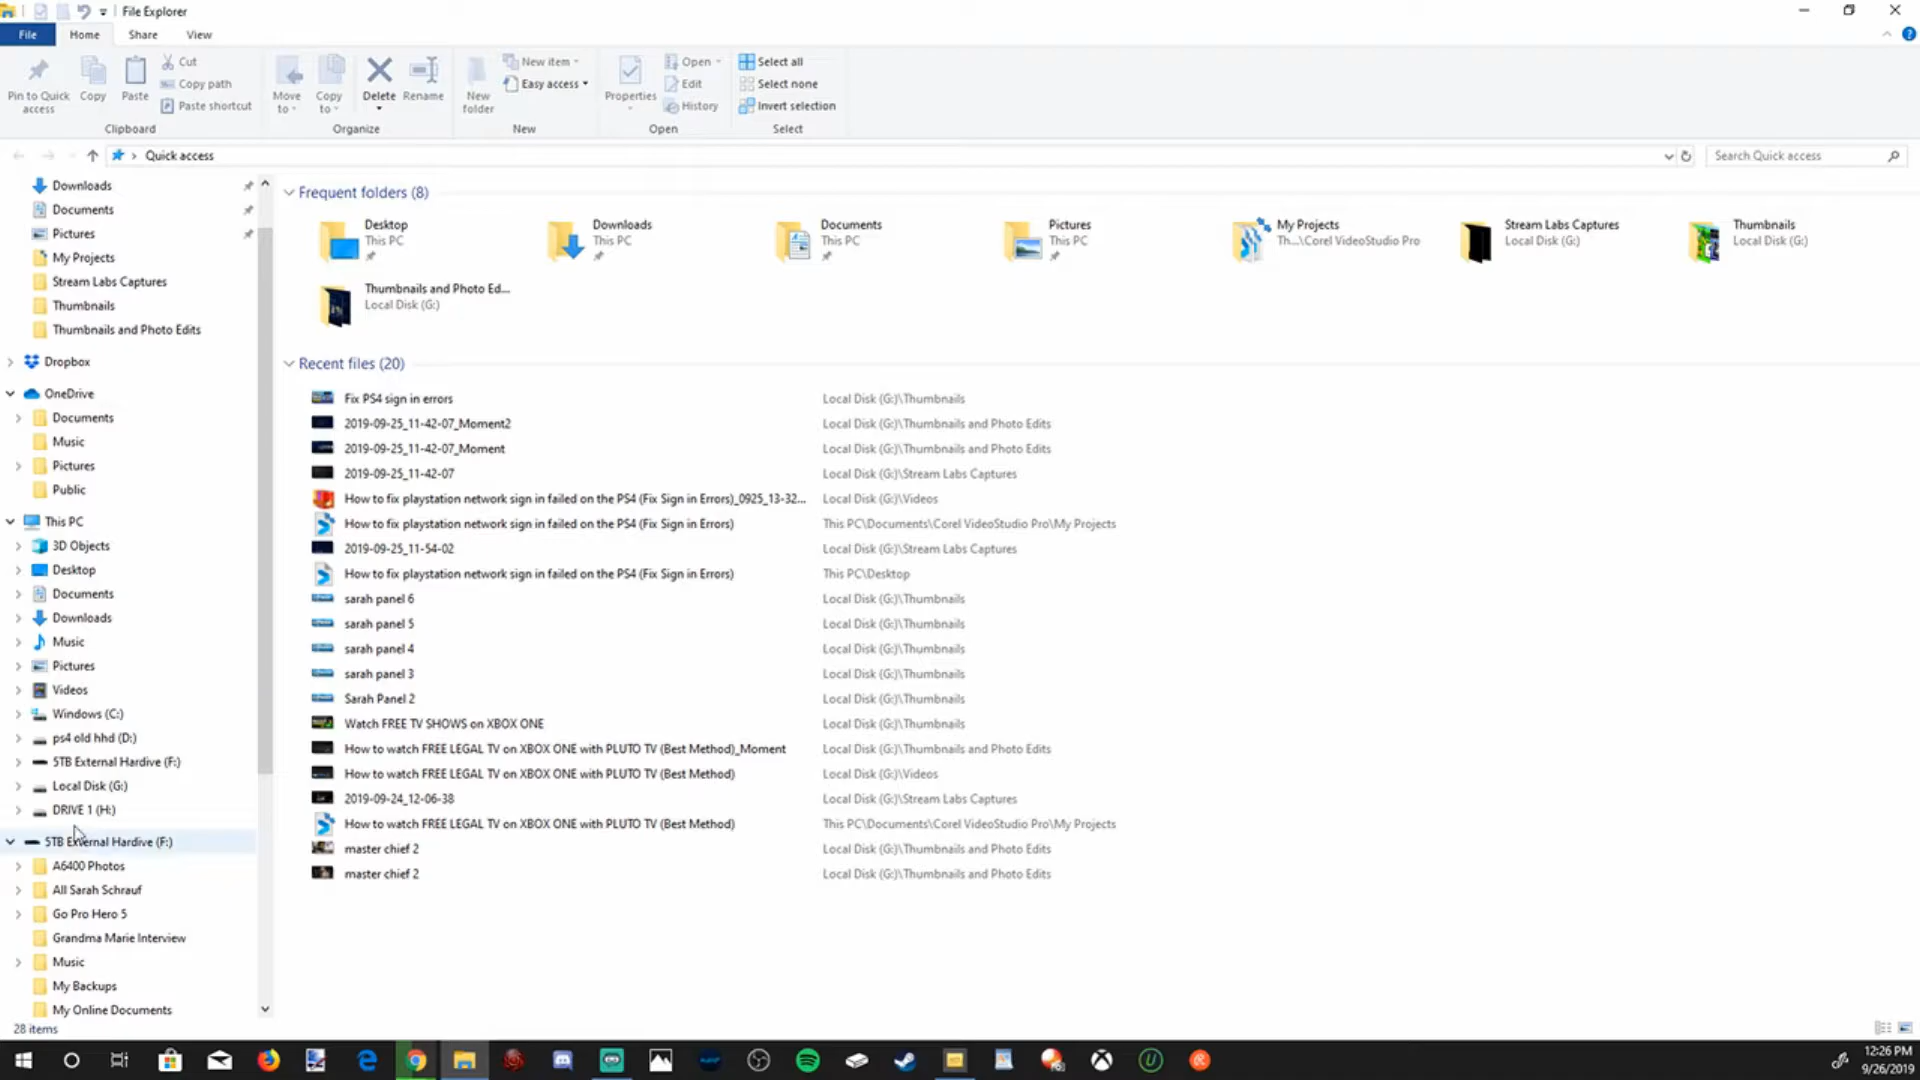 File Explorer
File
Home
Share
View
Pin to Quick access
Copy
Paste
Cut
Copy path
Paste shortcut
Clipboard
Move to
Copy to
Delete
Rename
Organize
New folder
New item
Easy access
New
Properties
Open
Edit
History
Open
Select all
Select none
Invert selection
Select
Quick access
Search Quick access
Downloads
Documents
Pictures
My Projects
Stream Labs Captures
Thumbnails
Thumbnails and Photo Edits
Dropbox
OneDrive
Documents
Music
Pictures
Public
This PC
3D Objects
Desktop
Documents
Downloads
Music
Pictures
Videos
Windows (C:)
ps4 old hhd (D:)
5TB External Hardive (F:)
Local Disk (G:)
DRIVE 1 (H:)
5TB External Hardive (F:)
A6400 Photos
All Sarah Schrauf
Go Pro Hero 5
Grandma Marie Interview
Music
My Backups
My Online Documents
28 items
Frequent folders (8)
Desktop
This PC
Downloads
This PC
Documents
This PC
Pictures
This PC
My Projects
Th...\Corel VideoStudio Pro
Stream Labs Captures
Local Disk (G:)
Thumbnails
Local Disk (G:)
Thumbnails and Photo Ed...
Local Disk (G:)
Recent files (20)
Fix PS4 sign in errors Local Disk (G:)\Thumbnails
2019-09-25_11-42-07_Moment2 Local Disk (G:)\Thumbnails and Photo Edits
2019-09-25_11-42-07_Moment Local Disk (G:)\Thumbnails and Photo Edits
2019-09-25_11-42-07 Local Disk (G:)\Stream Labs Captures
How to fix playstation network sign in failed on the PS4 (Fix Sign in Errors)_0925_13-32... Local Disk (G:)\Videos
How to fix playstation network sign in failed on the PS4 (Fix Sign in Errors) This PC\Documents\Corel VideoStudio Pro\My Projects
2019-09-25_11-54-02 Local Disk (G:)\Stream Labs Captures
How to fix playstation network sign in failed on the PS4 (Fix Sign in Errors) This PC\Desktop
sarah panel 6 Local Disk (G:)\Thumbnails
sarah panel 5 Local Disk (G:)\Thumbnails
sarah panel 4 Local Disk (G:)\Thumbnails
sarah panel 3 Local Disk (G:)\Thumbnails
Sarah Panel 2 Local Disk (G:)\Thumbnails
Watch FREE TV SHOWS on XBOX ONE Local Disk (G:)\Thumbnails
How to watch FREE LEGAL TV on XBOX ONE with PLUTO TV (Best Method)_Moment Local Disk (G:)\Thumbnails and Photo Edits
How to watch FREE LEGAL TV on XBOX ONE with PLUTO TV (Best Method) Local Disk (G:)\Videos
2019-09-24_12-06-38 Local Disk (G:)\Stream Labs Captures
How to watch FREE LEGAL TV on XBOX ONE with PLUTO TV (Best Method) This PC\Documents\Corel VideoStudio Pro\My Projects
master chief 2 Local Disk (G:)\Thumbnails and Photo Edits
master chief 2 Local Disk (G:)\Thumbnails and Photo Edits
12:26 PM
9/26/2019